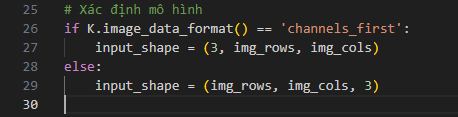 25 # Xác định mô hình
26 if K.image_data_format() == 'channels_first':
27 input_shape = (3, img_rows, img_cols)
28 else:
29 input_shape = (img_rows, img_cols, 3)
30